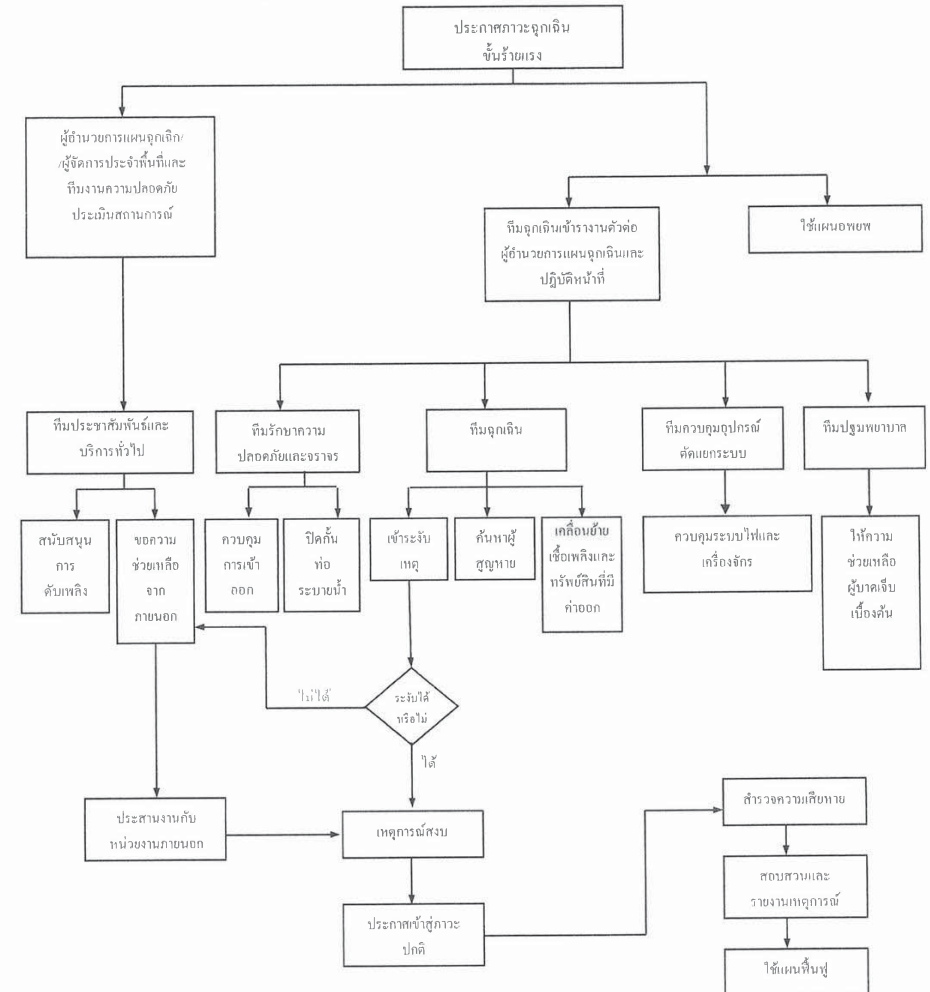 ประกาศภาวะฉุกเฉิน
ขั้นร้ายแรง
ผู้อำนวยการแผนฉุกเฉิก/
/ผู้จัดการประจำพื้นที่และ
ทีมงานความปลอดภัย
ประเมินสถานการณ์
ทีมฉุกเฉินเข้ารางานตัวต่อ
ผู้อำนวยการแผนฉุกเฉินและ
ปฏิบัติหน้าที่
ใช้แผนอพยพ
ทีมประชาสัมพันธ์และ
บริการทั่วไป
ทีมรักษาความ
ปลอดภัยและจราจร
ทีมฉุกเฉิน
ทีมควบคุมอุปกรณ์
ตัดแยกระบบ
ทีมปฐมพยาบาล
สนับสนุน
การ
ดับเพลิง
ขอความ
ช่วยเหลือ
จาก
ภายนอก
ควบคุม
การเข้า
ออก
ปิดกั้น
ท่อ
ระบายน้ำ
เข้าระงับ
เหตุ
ค้นหาผู้
สูญหาย
เคลื่อนย้าย
เชื้อเพลิงและ
ทรัพย์สินที่มี
ค่าออก
ควบคุมระบบไฟและ
เครื่องจักร
ให้ความ
ช่วยเหลือ
ผู้บาดเจ็บ
เบื้องต้น
ไม่ได้
ระงับได้
หรือไม่
ได้
ประสานงานกับ
หน่วยงานภายนอก
เหตุการณ์สงบ
ประกาศเข้าสู่ภาวะ
ปกติ
สำรวจความเสียหาย
สอบสวนและ
รายงานเหตุการณ์
ใช้แผนฟื้นฟู